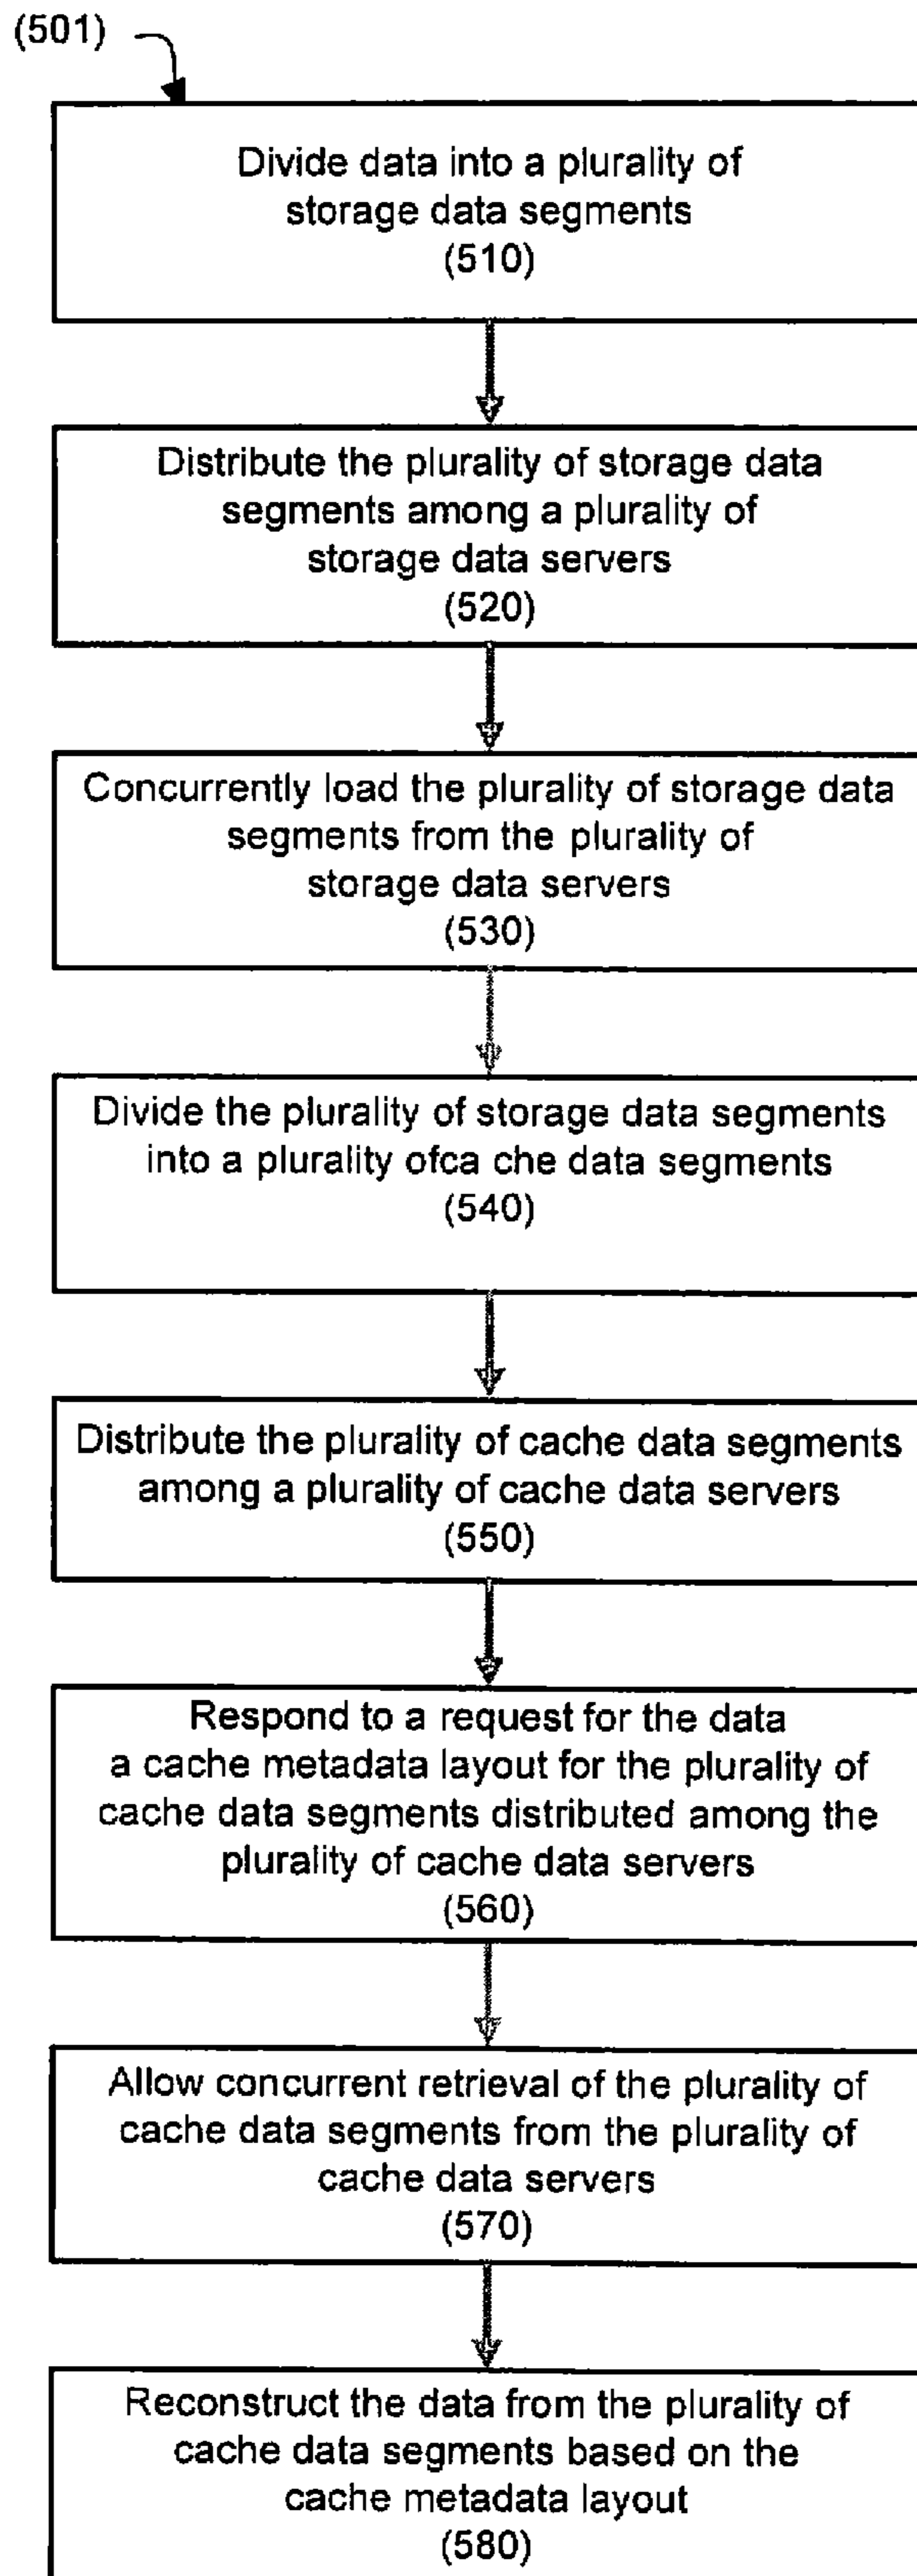 (501)
Divide data into a plurality of
storage data segments
(510)
Distribute the plurality of storage data
segments among a plurality of
storage data servers
(520)
Concurrently load the plurality of storage data
segments from the plurality of
storage data servers
(530)
Divide the plurality of storage data segments
into a plurality ofca che data segments
(540)
Distribute the plurality of cache data segments
among a plurality of cache data servers
(550)
Respond to a request for the data
a cache metadata layout for the plurality of
cache data segments distributed among the
plurality of cache data servers
(560)
Allow concurrent retrieval of the plurality of
cache data segments from the plurality of
cache data servers
(570)
Reconstruct the data from the plurality of
cache data segments based on the
cache metadata layout
(580)